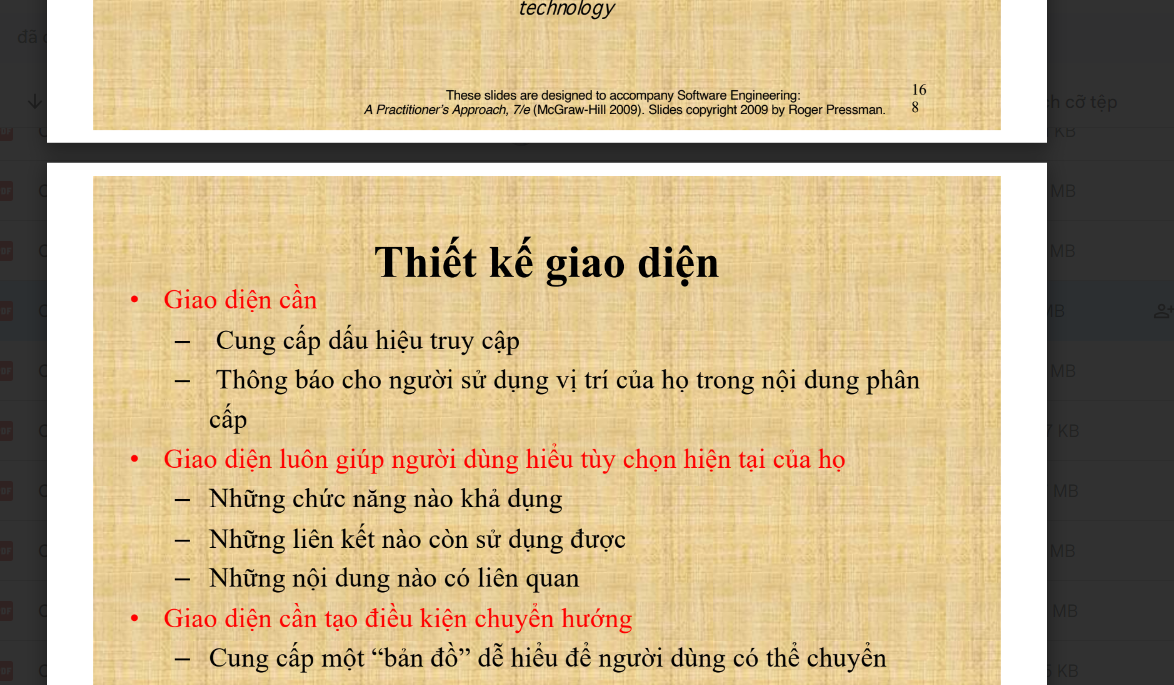 technology
These slides are designed to accompany Software Engineering:
A Practitioner's Approach, 7/e (McGraw-Hill 2009). Slides copyright 2009 by Roger Pressman.
16
8
đã
cỡ tệp
KB
MB
MB
MB
MB
KB
MB
MB
MB
KB
Thiết kế giao diện
• Giao diện cần
– Cung cấp dấu hiệu truy cập
– Thông báo cho người sử dụng vị trí của họ trong nội dung phân
cấp
• Giao diện luôn giúp người dùng hiểu tùy chọn hiện tại của họ
– Những chức năng nào khả dụng
– Những liên kết nào còn sử dụng được
– Những nội dung nào có liên quan
• Giao diện cần tạo điều kiện chuyển hướng
– Cung cấp một “bản đồ” dễ hiểu để người dùng có thể chuyển